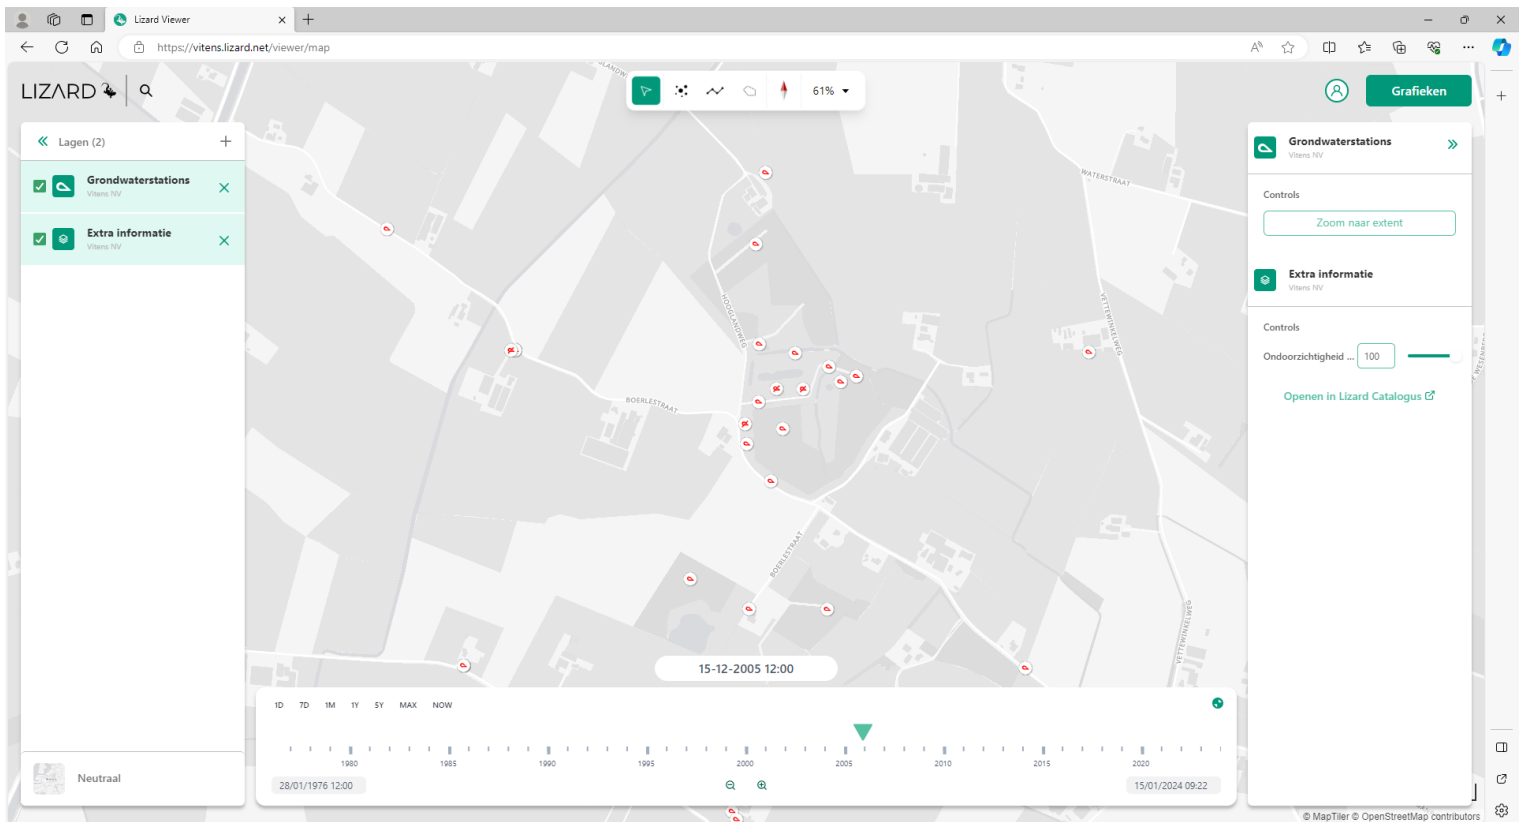 Lizard Viewer
https://vitens.lizard.net/viewer/map
LIZARD
61%
Grafieken
Lagen (2)
Grondwaterstations
Vitens NV
Extra informatie
Vitens NV
Neutraal
HOOGLANDWEG
WATERSTRAAT
HOOGLANDWEG
VETTEWINKELWEG
BOERLESTRAAT
BOERLESTRAAT
VETTEWINKELWEG
Grondwaterstations
Vitens NV
Controls
Zoom naar extent
Extra informatie
Vitens NV
Controls
Ondoorzichtigheid ... 100
Openen in Lizard Catalogus
15-12-2005 12:00
1D 7D 1M 1Y 5Y MAX NOW
1980 1985 1990 1995 2000 2005 2010 2015 2020
28/01/1976 12:00
15/01/2024 09:22
© MapTiler © OpenStreetMap contributors